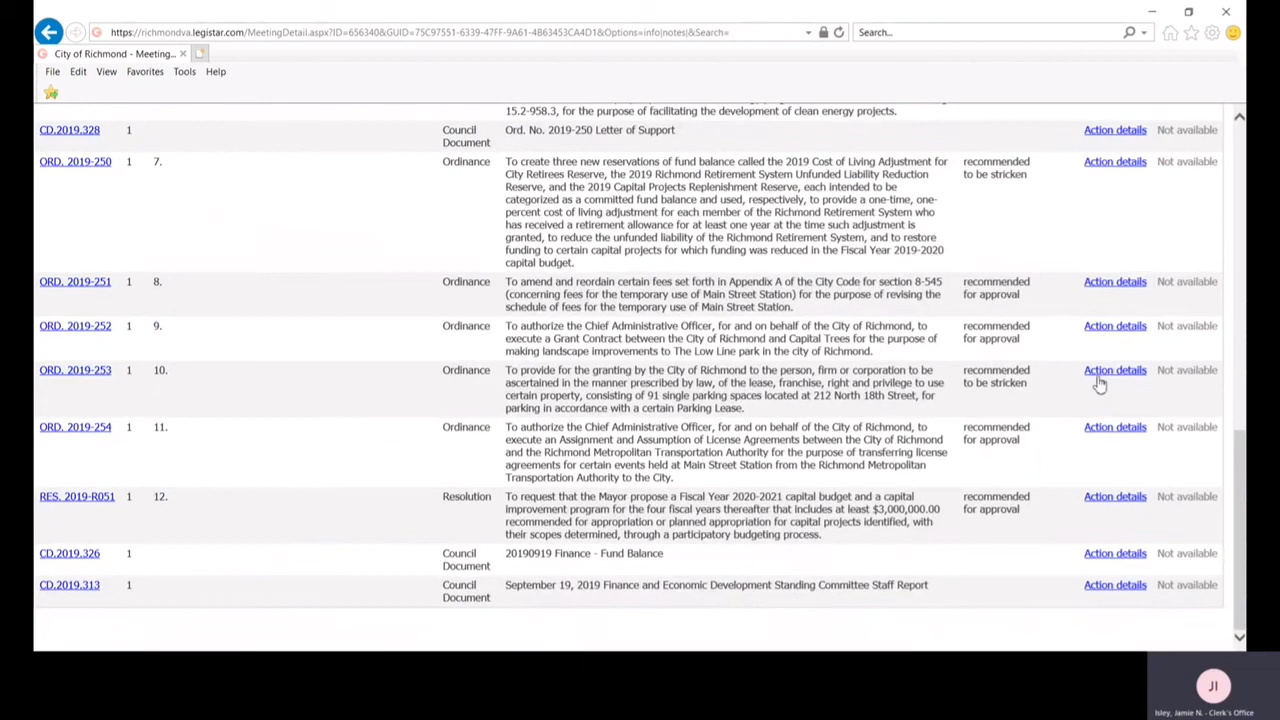 https://richmondva.legistar.com/MeetingDetail.aspx?ID=656340&GUID=75C97551-6339-47FF-9A61-4B63453CA4D1&Options=info|notes|&Search=
Search...
City of Richmond - Meeting...
File Edit View Favorites Tools Help
15.2-958.3, for the purpose of facilitating the development of clean energy projects.
CD.2019.328 1 Council Ord. No. 2019-250 Letter of Support Action details Not available
Document
ORD. 2019-250 1 7. Ordinance To create three new reservations of fund balance called the 2019 Cost of Living Adjustment for recommended Action details Not available
City Retirees Reserve, the 2019 Richmond Retirement System Unfunded Liability Reduction to be stricken
Reserve, and the 2019 Capital Projects Replenishment Reserve, each intended to be
categorized as a committed fund balance and used, respectively, to provide a one-time, one-
percent cost of living adjustment for each member of the Richmond Retirement System who
has received a retirement allowance for at least one year at the time such adjustment is
granted, to reduce the unfunded liability of the Richmond Retirement System, and to restore
funding to certain capital projects for which funding was reduced in the Fiscal Year 2019-2020
capital budget.
ORD. 2019-251 1 8. Ordinance To amend and reordain certain fees set forth in Appendix A of the City Code for section 8-545 recommended Action details Not available
(concerning fees for the temporary use of Main Street Station) for the purpose of revising the for approval
schedule of fees for the temporary use of Main Street Station.
ORD. 2019-252 1 9. Ordinance To authorize the Chief Administrative Officer, for and on behalf of the City of Richmond, to recommended Action details Not available
execute a Grant Contract between the City of Richmond and Capital Trees for the purpose of for approval
making landscape improvements to The Low Line park in the city of Richmond.
ORD. 2019-253 1 10. Ordinance To provide for the granting by the City of Richmond to the person, firm or corporation to be recommended Action details Not available
ascertained in the manner prescribed by law, of the lease, franchise, right and privilege to use to be stricken
certain property, consisting of 91 single parking spaces located at 212 North 18th Street, for
parking in accordance with a certain Parking Lease.
ORD. 2019-254 1 11. Ordinance To authorize the Chief Administrative Officer, for and on behalf of the City of Richmond, to recommended Action details Not available
execute an Assignment and Assumption of License Agreements between the City of Richmond for approval
and the Richmond Metropolitan Transportation Authority for the purpose of transferring license
agreements for certain events held at Main Street Station from the Richmond Metropolitan
Transportation Authority to the City.
RES. 2019-R051 1 12. Resolution To request that the Mayor propose a Fiscal Year 2020-2021 capital budget and a capital recommended Action details Not available
improvement program for the four fiscal years thereafter that includes at least $3,000,000.00 for approval
recommended for appropriation or planned appropriation for capital projects identified, with
their scopes determined, through a participatory budgeting process.
CD.2019.326 1 Council 20190919 Finance - Fund Balance Action details Not available
Document
CD.2019.313 1 Council September 19, 2019 Finance and Economic Development Standing Committee Staff Report Action details Not available
Document
JI
Isley, Jamie N. - Clerk's Office